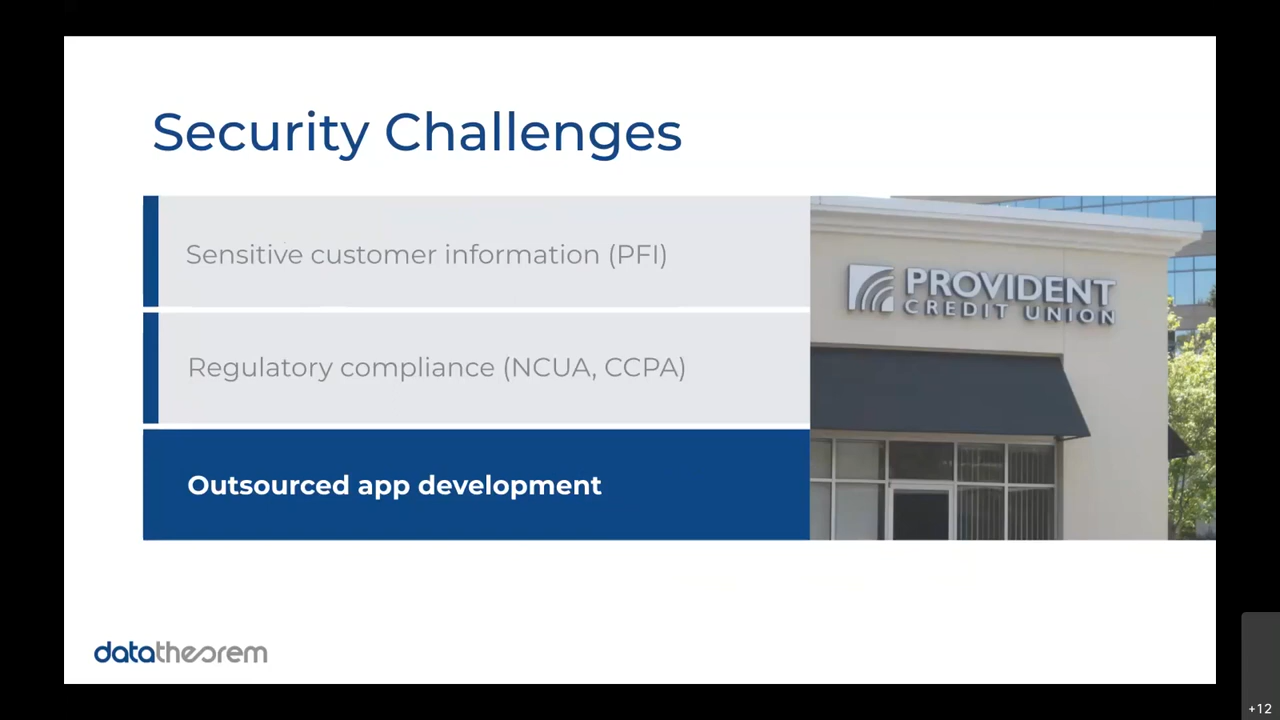 Security Challenges
Sensitive customer information (PFI)
Regulatory compliance (NCUA, CCPA)
Outsourced app development
PROVIDENT
CREDIT UNION
datatheorem
+12